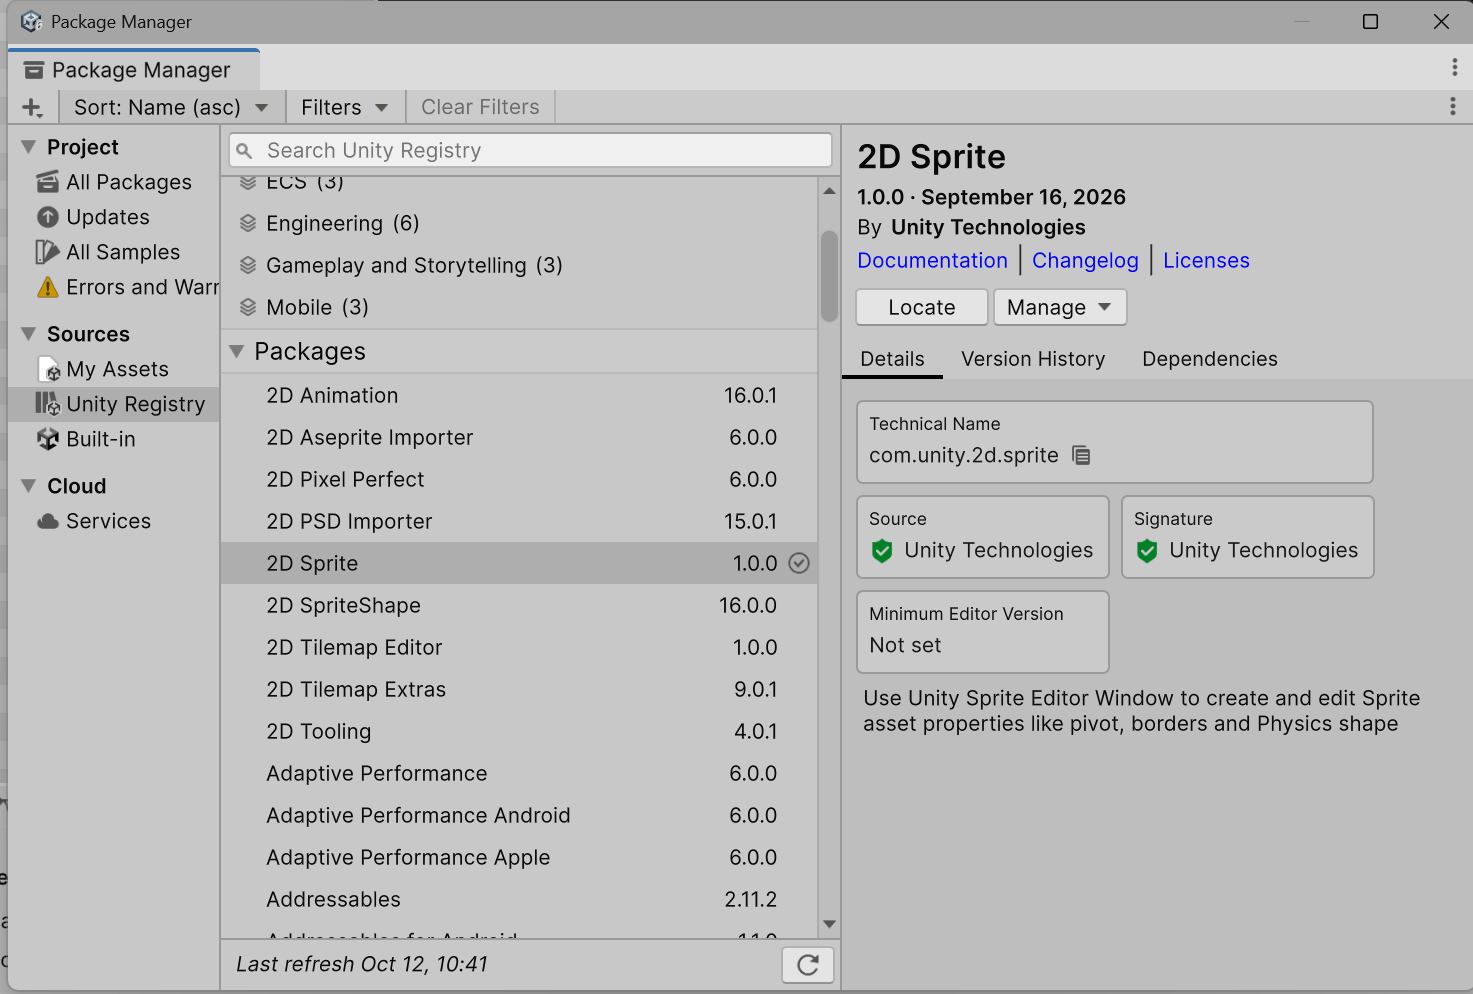 Package Manager
Package Manager
Sort: Name (asc)
Filters
Clear Filters
Project
All Packages
Updates
All Samples
Errors and Warr
Sources
My Assets
Unity Registry
Built-in
Cloud
Services
Search Unity Registry
ECS (3)
Engineering (6)
Gameplay and Storytelling (3)
Mobile (3)
Packages
2D Animation 16.0.1
2D Aseprite Importer 6.0.0
2D Pixel Perfect 6.0.0
2D PSD Importer 15.0.1
2D Sprite 1.0.0
2D SpriteShape 16.0.0
2D Tilemap Editor 1.0.0
2D Tilemap Extras 9.0.1
2D Tooling 4.0.1
Adaptive Performance 6.0.0
Adaptive Performance Android 6.0.0
Adaptive Performance Apple 6.0.0
Addressables 2.11.2
Addressables for Android
Last refresh Oct 12, 10:41
2D Sprite
1.0.0 · September 16, 2026
By Unity Technologies
Documentation | Changelog | Licenses
Locate
Manage
Details
Version History
Dependencies
Technical Name
com.unity.2d.sprite
Source
Unity Technologies
Signature
Unity Technologies
Minimum Editor Version
Not set
Use Unity Sprite Editor Window to create and edit Sprite
asset properties like pivot, borders and Physics shape